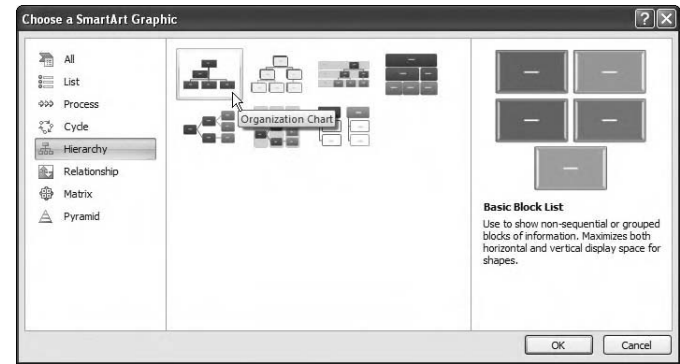 Choose a SmartArt Graphic
All
List
Process
Cycle
Hierarchy
Relationship
Matrix
Pyramid
Organization Chart
Basic Block List
Use to show non-sequential or grouped
blocks of information. Maximizes both
horizontal and vertical display space for
shapes.
OK
Cancel